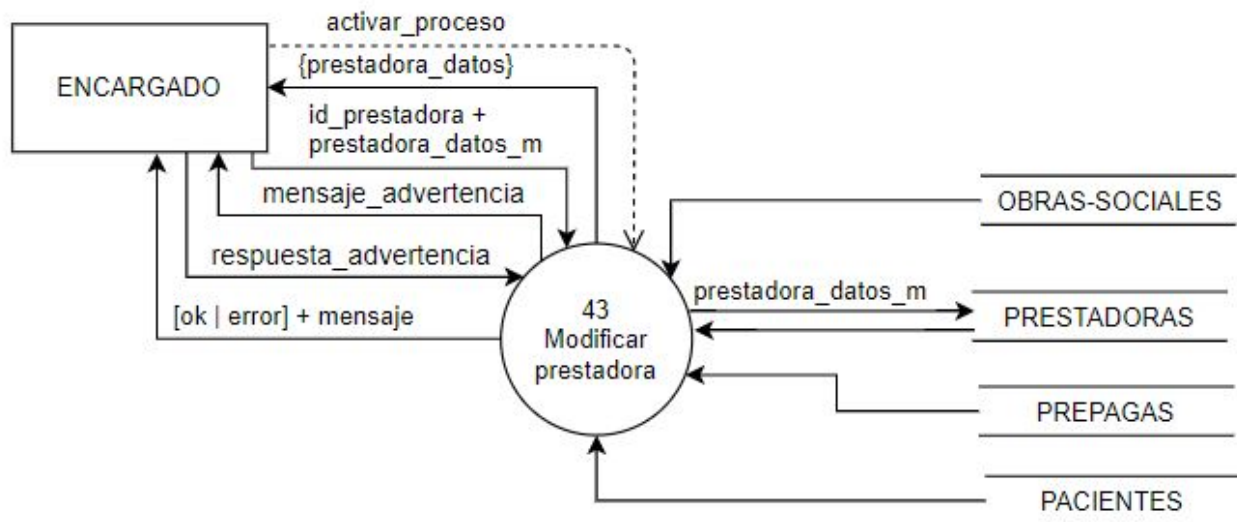 activar_proceso
{prestadora_datos}
ENCARGADO
id_prestadora +
prestadora_datos_m
mensaje_advertencia
OBRAS-SOCIALES
respuesta_advertencia
prestadora_datos_m
[ok | error] + mensaje
43
Modificar
prestadora
PRESTADORAS
PREPAGAS
PACIENTES